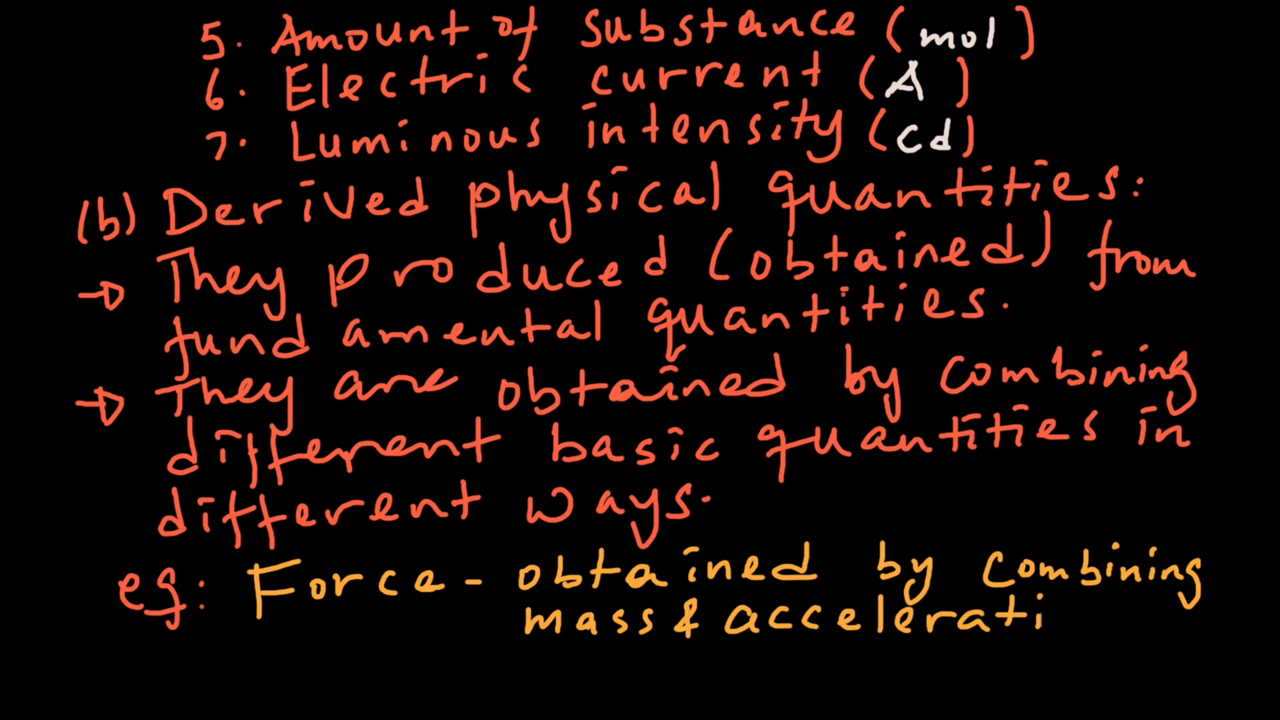 5. Amount of substance (mol)
6. Electric current (A)
7. Luminous intensity (cd)
(b) Derived physical quantities:
→ They produced (obtained) from
fundamental quantities.
→ They are obtained by combining
different basic quantities in
different ways.
eg: Force - obtained by combining
mass & accelerati